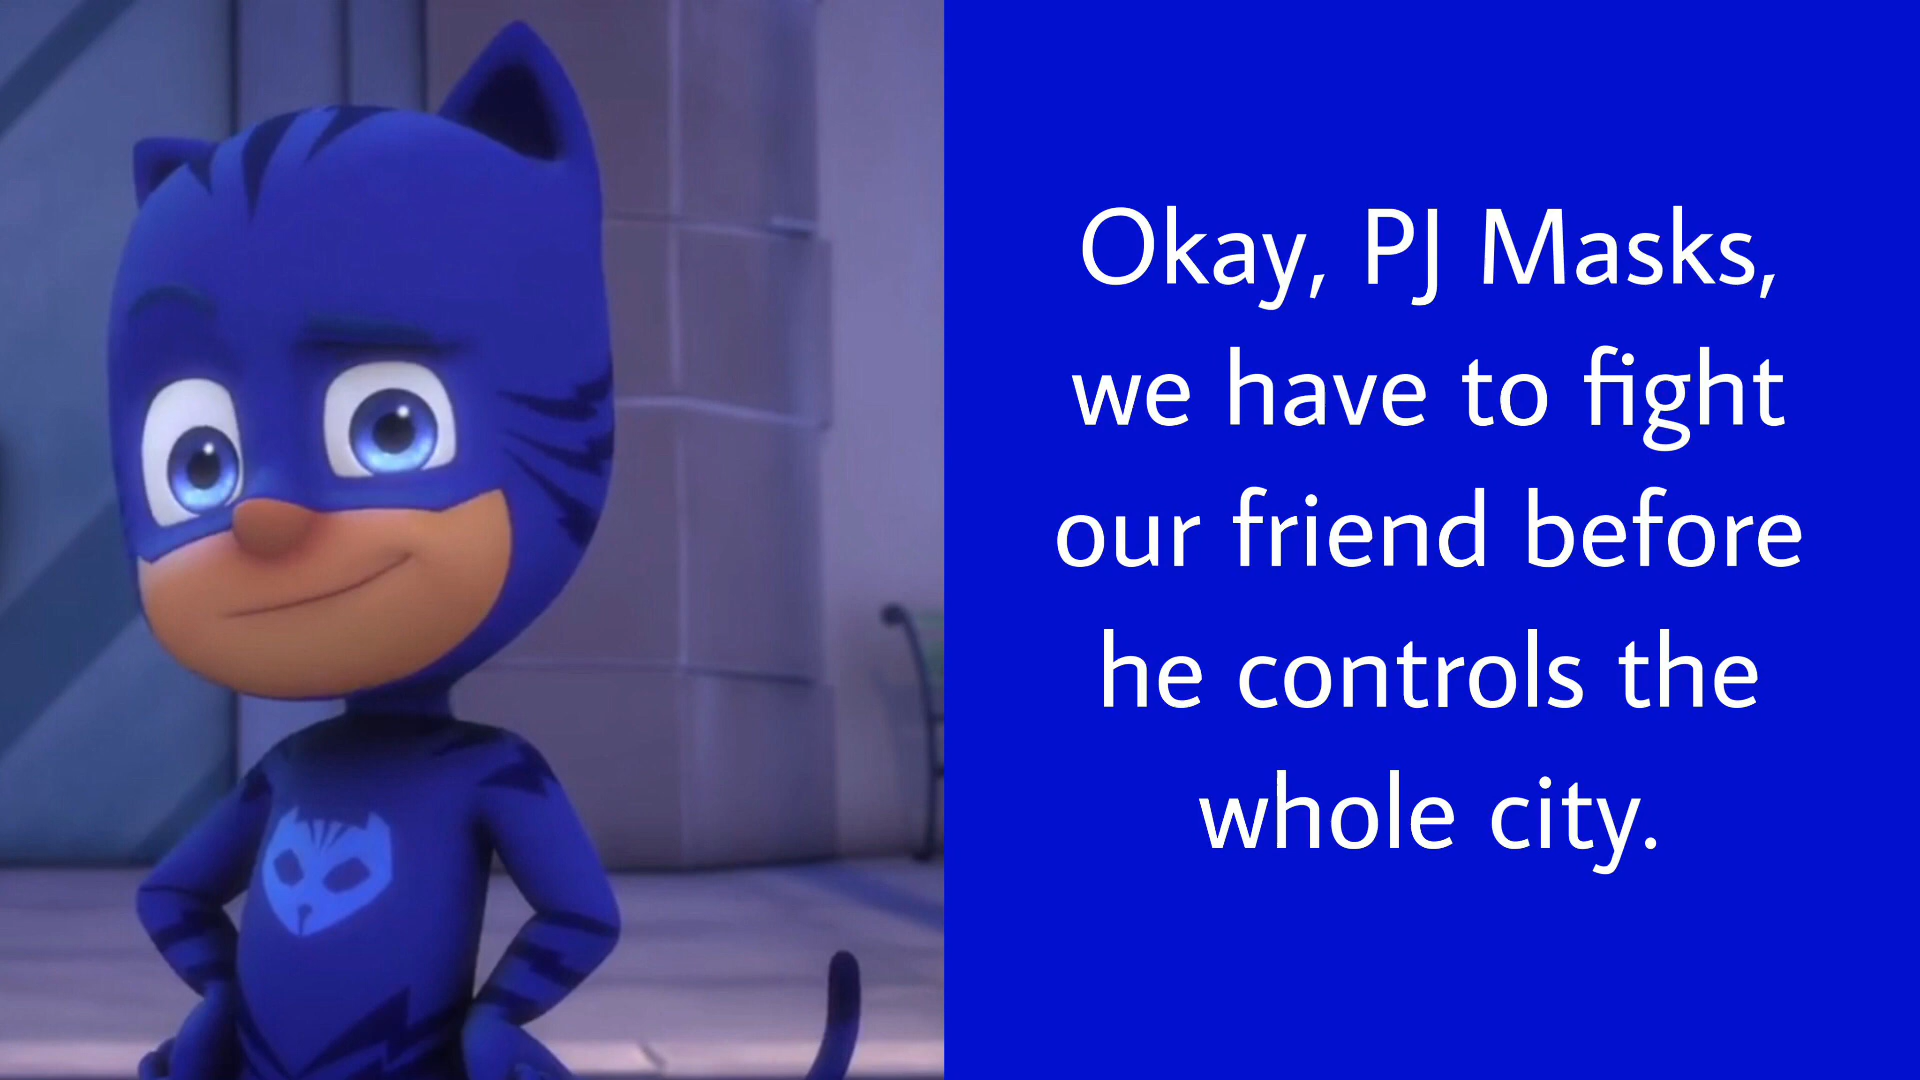 Okay, PJ Masks,
we have to fight
our friend before
he controls the
whole city.